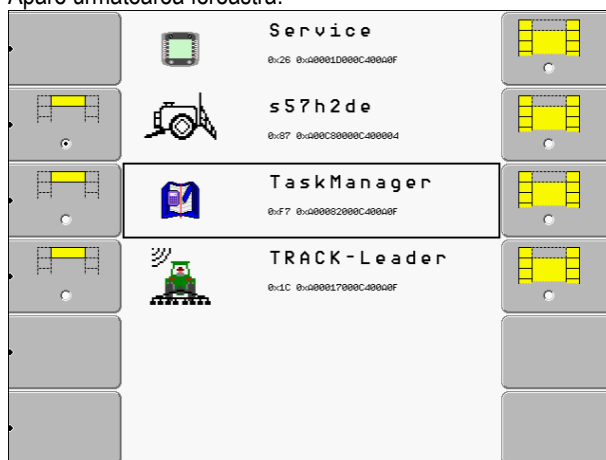 Apare următoarea fereastră:
Service
0x26 0xA0001D000C400A0F
s57h2de
0x87 0xA00C80000C400004
TaskManager
0xF7 0xA00082000C400A0F
TRACK-Leader
0x1C 0xA00017000C400A0F